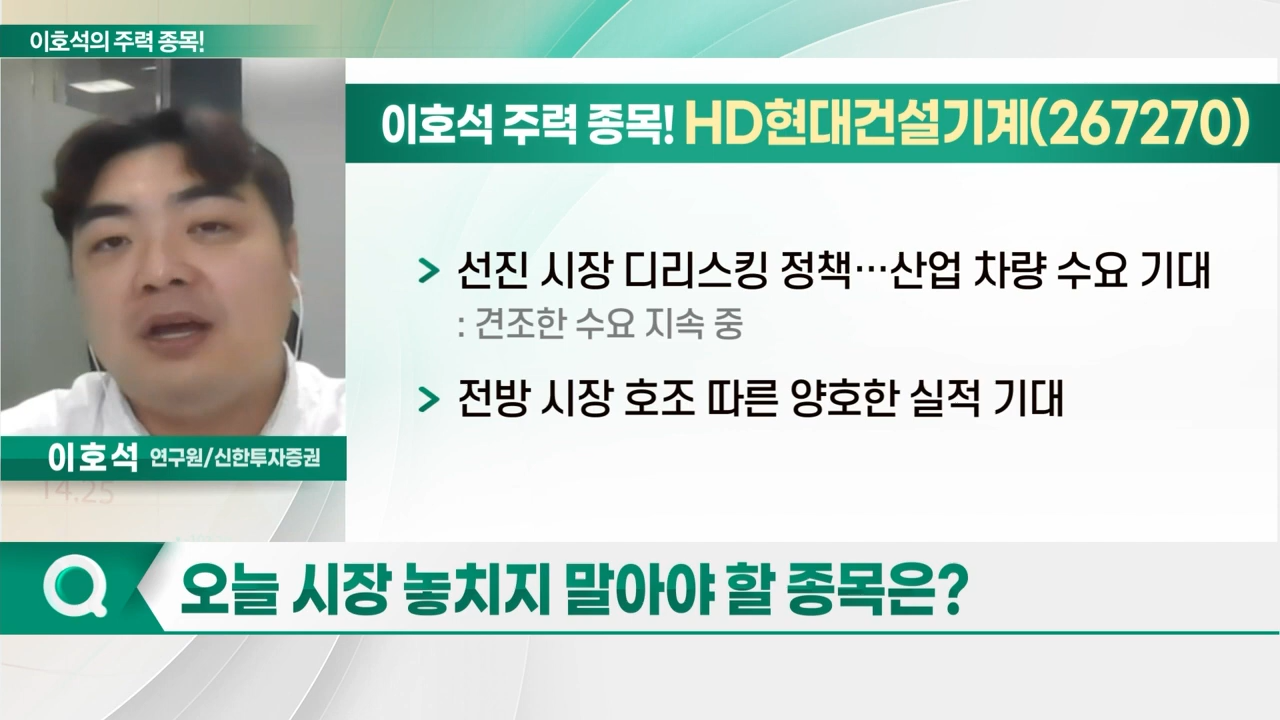 이호석의 주력 종목!
이호석 주력 종목! HD현대건설기계(267270)
> 선진 시장 디리스킹 정책…산업 차량 수요 기대
: 견조한 수요 지속 중
> 전방 시장 호조 따른 양호한 실적 기대
이호석 연구원/신한투자증권
14.25
Q 오늘 시장 놓치지 말아야 할 종목은?